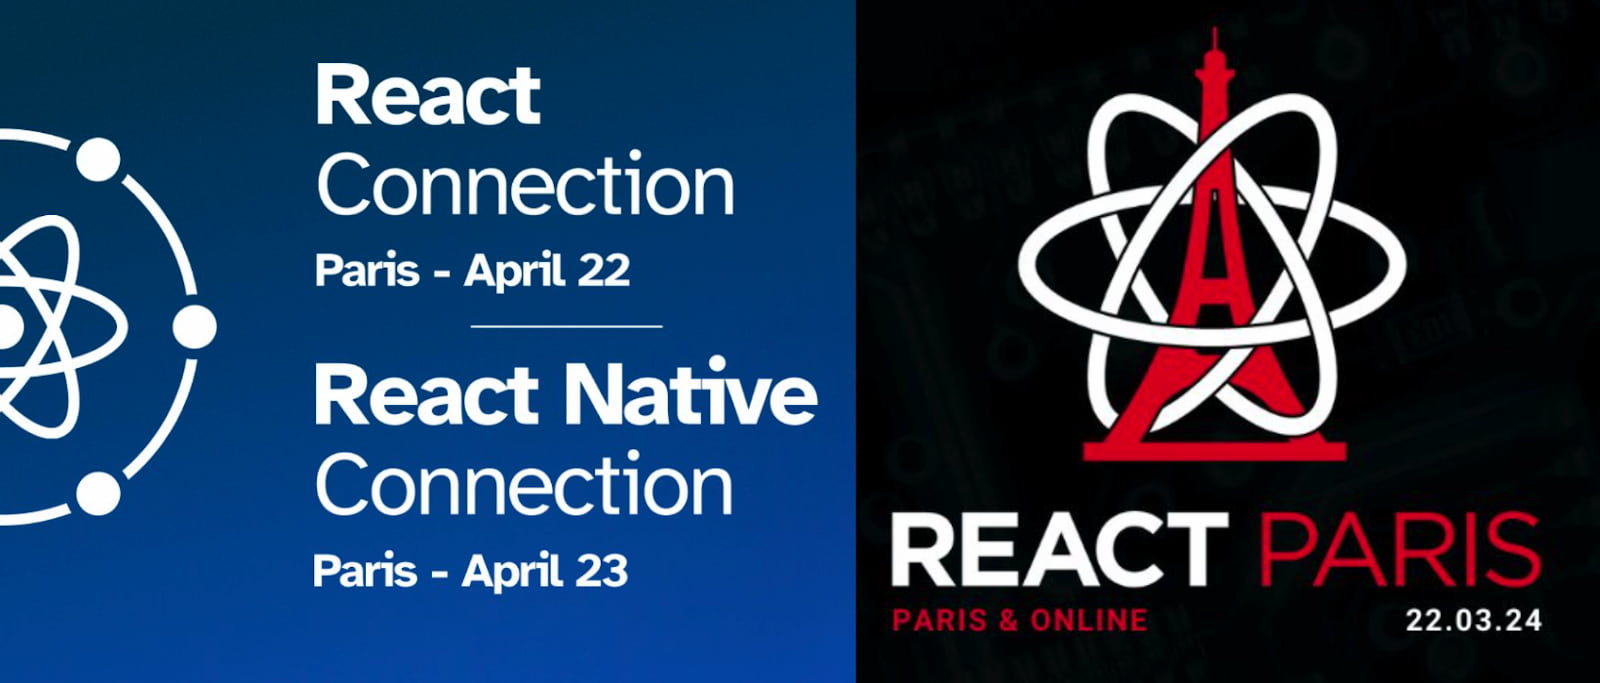 React
Connection
Paris - April 22
React Native
Connection
Paris - April 23
REACT PARIS
PARIS & ONLINE
22.03.24